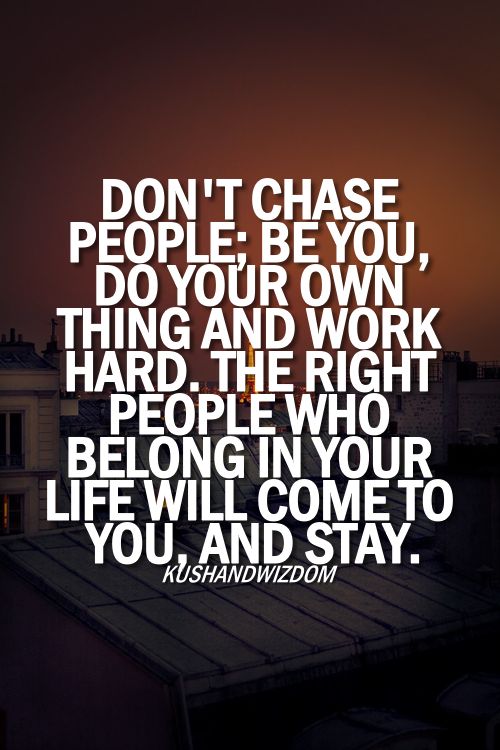 DON'T CHASE
PEOPLE; BE YOU,
DO YOUR OWN
THING AND WORK
HARD. THE RIGHT
PEOPLE WHO
BELONG IN YOUR
LIFE WILL COME TO
YOU, AND STAY.
KUSHANDWIZDOM